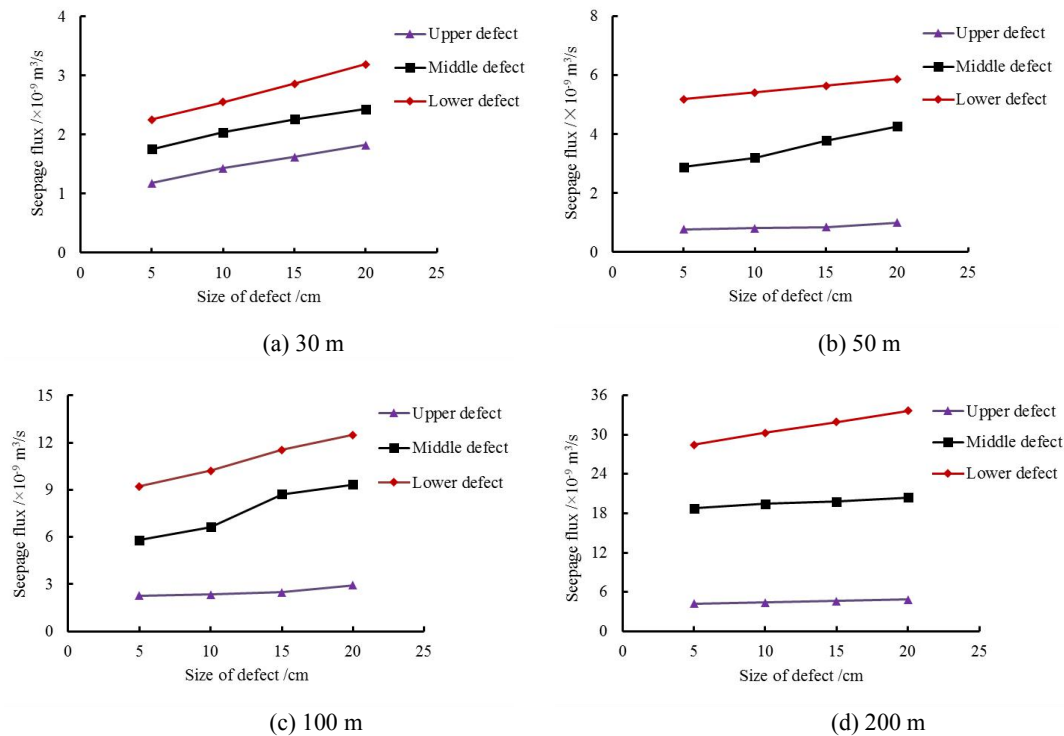 4
3
2
1
0
0 5 10 15 20 25
Seepage flux /×10⁻⁹ m³/s
Size of defect /cm
Upper defect
Middle defect
Lower defect
(a) 30 m
8
6
4
2
0
0 5 10 15 20 25
Seepage flux /×10⁻⁹ m³/s
Size of defect /cm
Upper defect
Middle defect
Lower defect
(b) 50 m
15
12
9
6
3
0
0 5 10 15 20 25
Seepage flux /×10⁻⁹ m³/s
Size of defect /cm
Upper defect
Middle defect
Lower defect
(c) 100 m
36
30
24
18
12
6
0
0 5 10 15 20 25
Seepage flux /×10⁻⁹ m³/s
Size of defect /cm
Upper defect
Middle defect
Lower defect
(d) 200 m